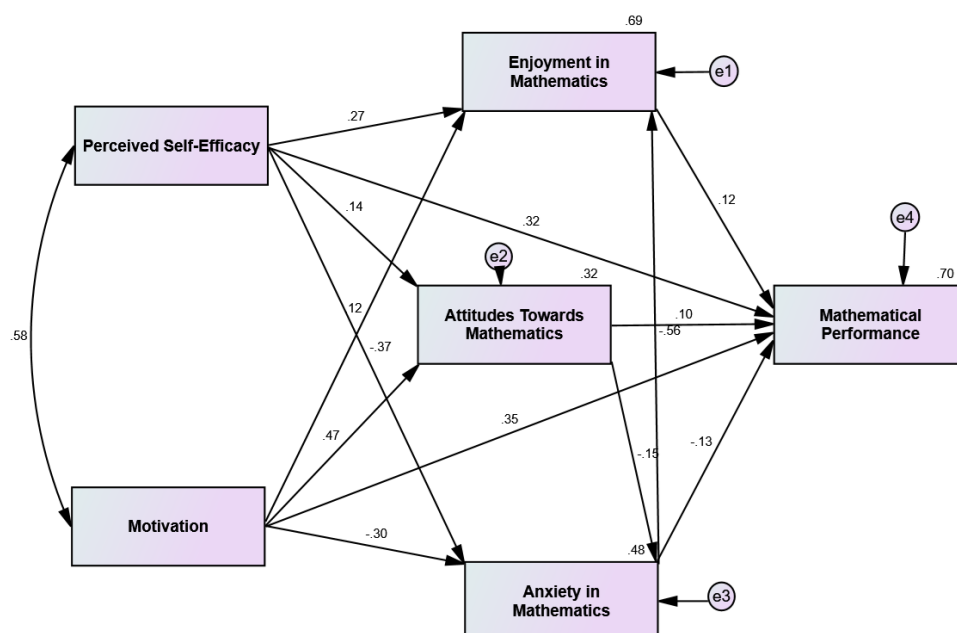 .69
Enjoyment in
Mathematics
e1
.27
Perceived Self-Efficacy
.14
.12
.32
e4
e2
.32
.70
.58
12
-.37
Attitudes Towards
Mathematics
.10
-.56
Mathematical
Performance
.47
.35
-.13
-.15
Motivation
-.30
.48
Anxiety in
Mathematics
e3